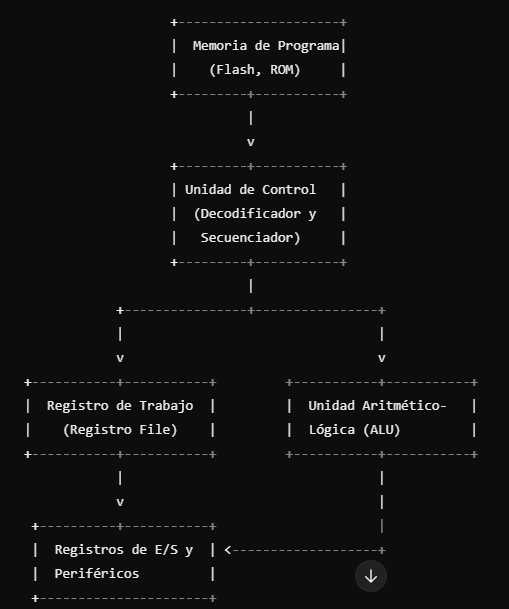 Memoria de Programa
(Flash, ROM)
v
Unidad de Control
(Decodificador y
Secuenciador)
v v
Registro de Trabajo
(Registro File)
Unidad Aritmético-
Lógica (ALU)
v
Registros de E/S y
Periféricos
<